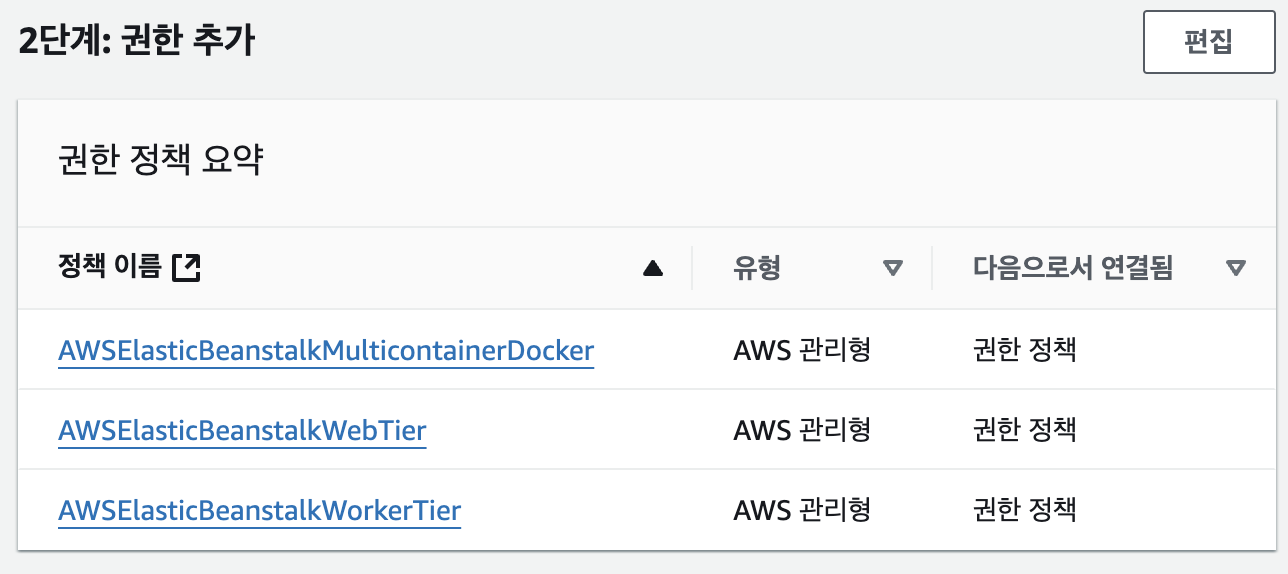 2단계: 권한 추가
편집
권한 정책 요약
정책 이름 유형 다음으로서 연결됨
AWSElasticBeanstalkMulticontainerDocker AWS 관리형 권한 정책
AWSElasticBeanstalkWebTier AWS 관리형 권한 정책
AWSElasticBeanstalkWorkerTier AWS 관리형 권한 정책